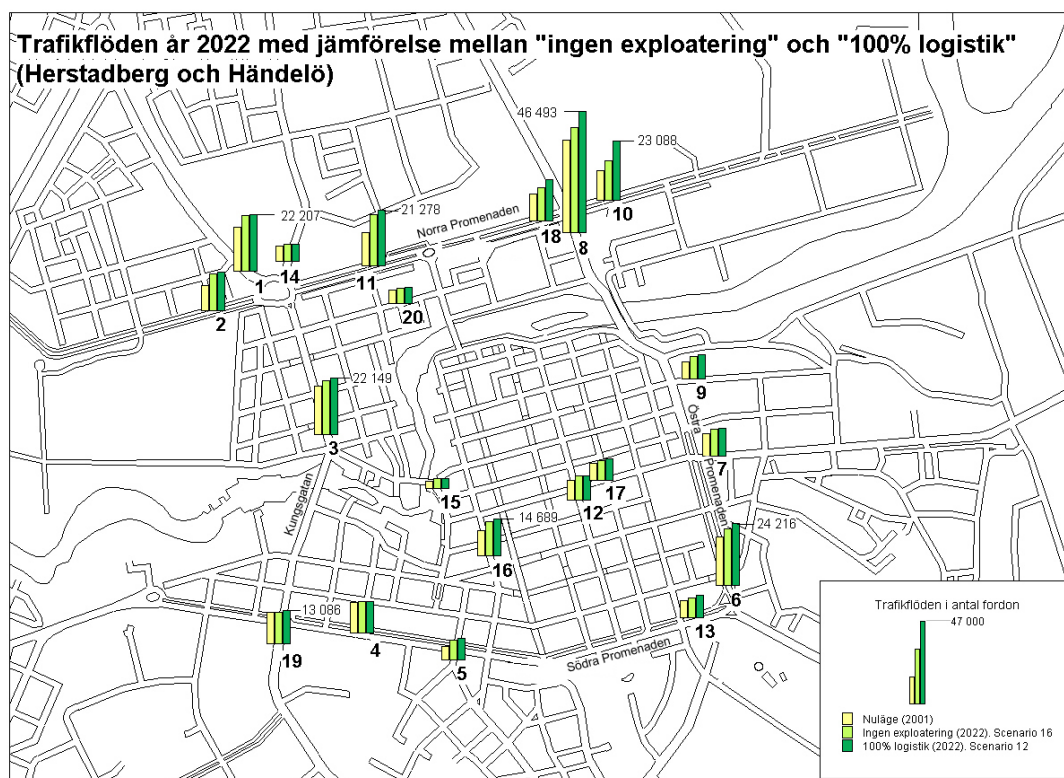 Trafikflöden år 2022 med jämförelse mellan "ingen exploatering" och "100% logistik"
(Herstadberg och Händelö)
46 493
23 088
22 207
21 278
Norra Promenaden
10
18
8
14
11
1
2
20
22 149
9
3
Östra Promenaden
7
15
17
12
Kungsgatan
14 689
24 216
16
6
13 086
13
4
19
5
Södra Promenaden
Trafikflöden i antal fordon
47 000
Nuläge (2001)
Ingen exploatering (2022). Scenario 16
100% logistik (2022). Scenario 12